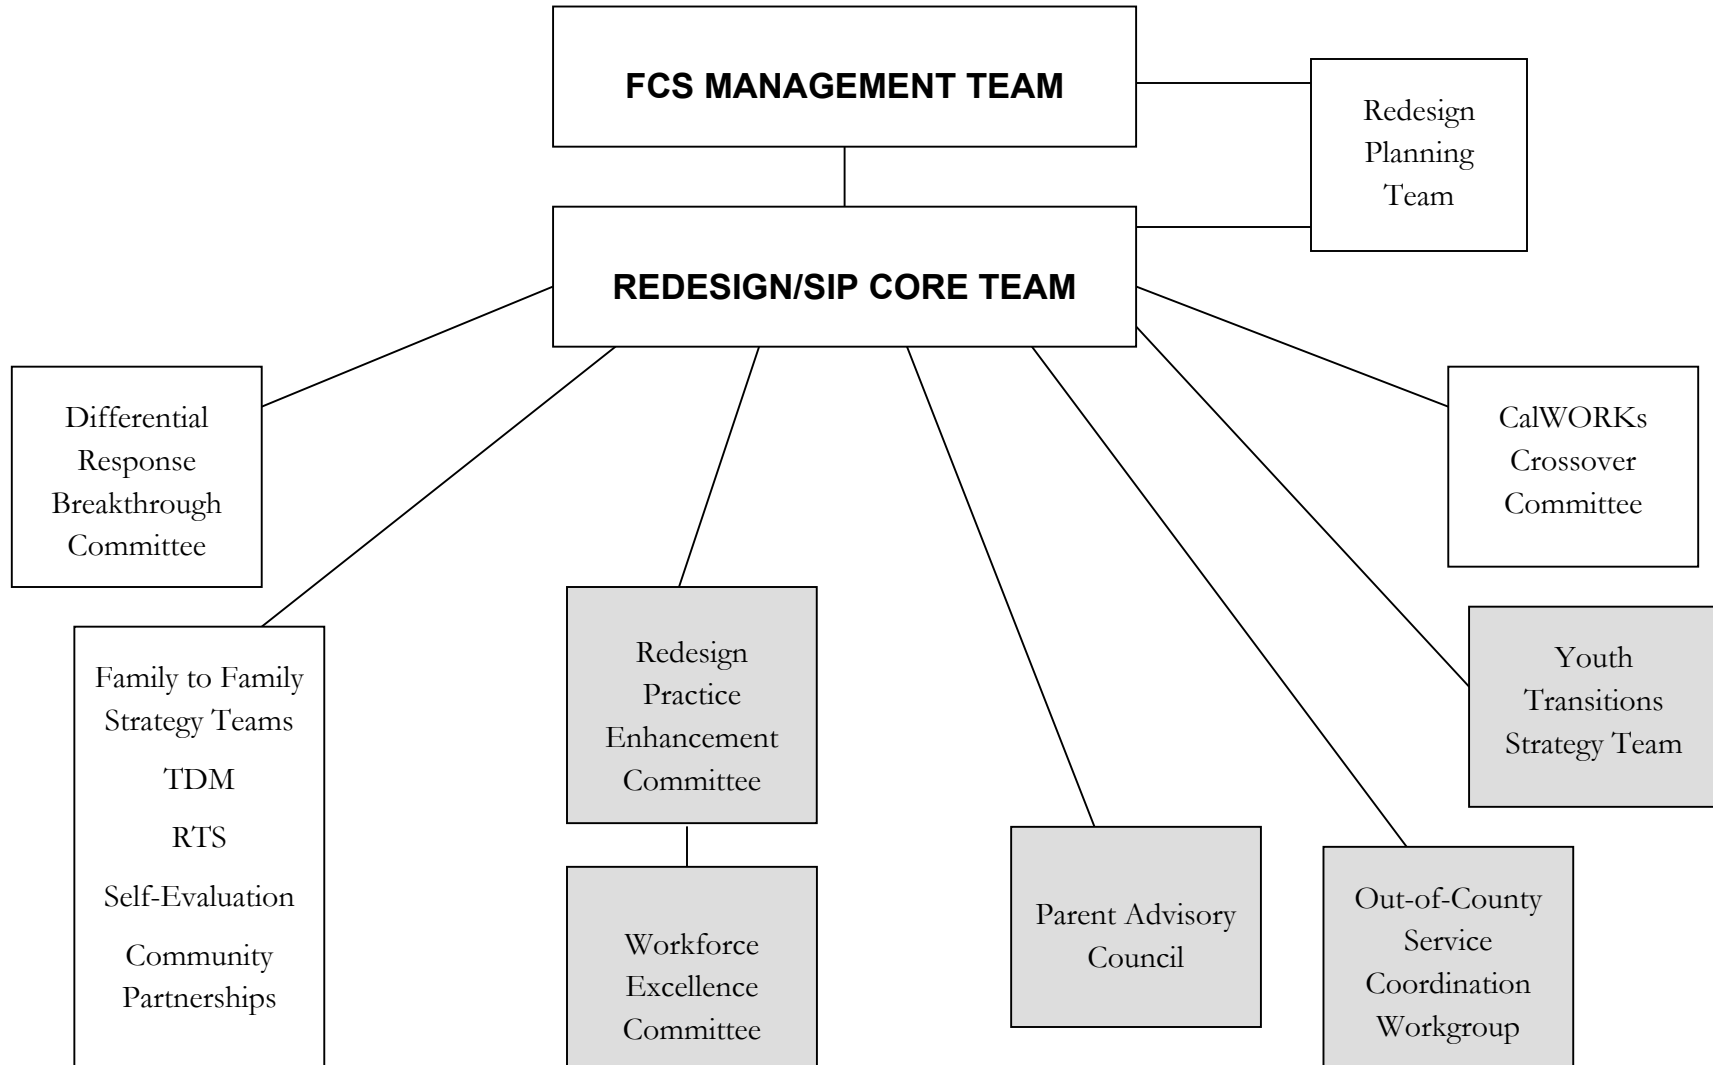 FCS MANAGEMENT TEAM
Redesign
Planning
Team
REDESIGN/SIP CORE TEAM
Differential
Response
Breakthrough
Committee
CalWORKs
Crossover
Committee
Family to Family
Strategy Teams
TDM
RTS
Self-Evaluation
Community
Partnerships
Redesign
Practice
Enhancement
Committee
Youth
Transitions
Strategy Team
Workforce
Excellence
Committee
Parent Advisory
Council
Out-of-County
Service
Coordination
Workgroup